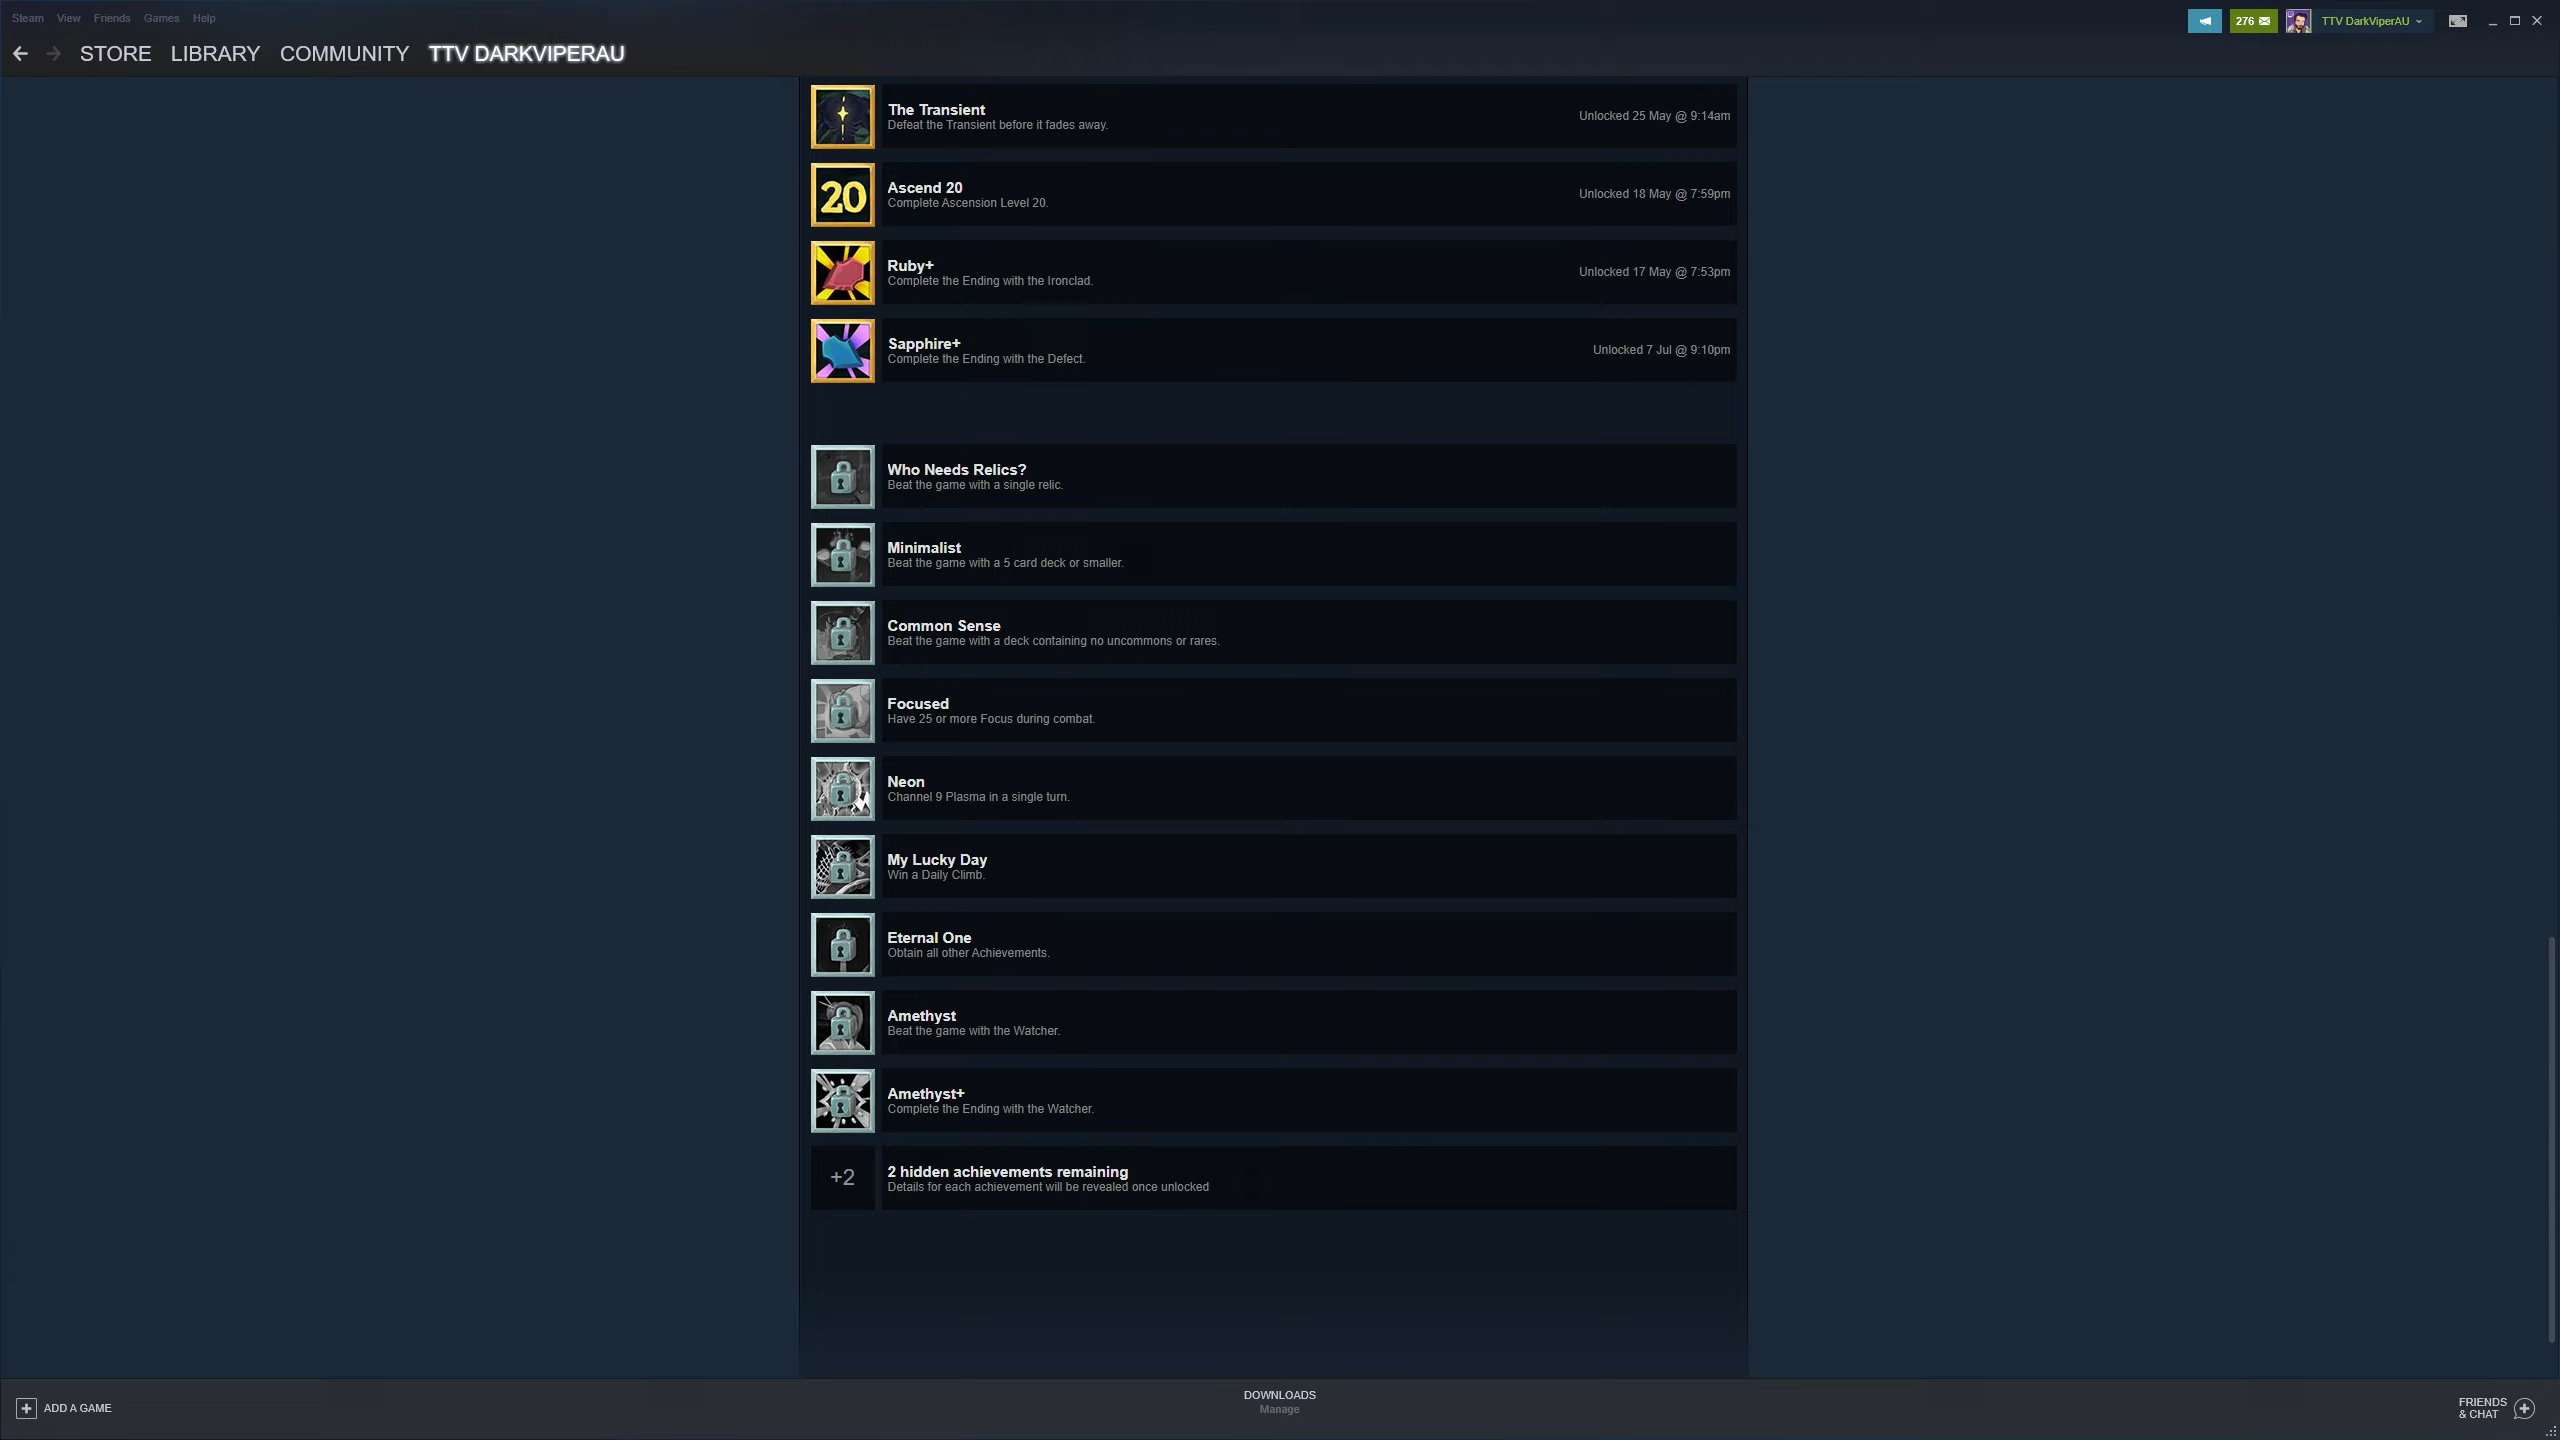 Steam View Friends Games Help
276
TTV DarkViperAU
STORE LIBRARY COMMUNITY TTV DARKVIPERAU
The Transient
Defeat the Transient before it fades away.
Unlocked 25 May @ 9:14am
20
Ascend 20
Complete Ascension Level 20.
Unlocked 18 May @ 7:59pm
Ruby+
Complete the Ending with the Ironclad.
Unlocked 17 May @ 7:53pm
Sapphire+
Complete the Ending with the Defect.
Unlocked 7 Jul @ 9:10pm
Who Needs Relics?
Beat the game with a single relic.
Minimalist
Beat the game with a 5 card deck or smaller.
Common Sense
Beat the game with a deck containing no uncommons or rares.
Focused
Have 25 or more Focus during combat.
Neon
Channel 9 Plasma in a single turn.
My Lucky Day
Win a Daily Climb.
Eternal One
Obtain all other Achievements.
Amethyst
Beat the game with the Watcher.
Amethyst+
Complete the Ending with the Watcher.
+2
2 hidden achievements remaining
Details for each achievement will be revealed once unlocked
ADD A GAME
DOWNLOADS
Manage
FRIENDS
& CHAT